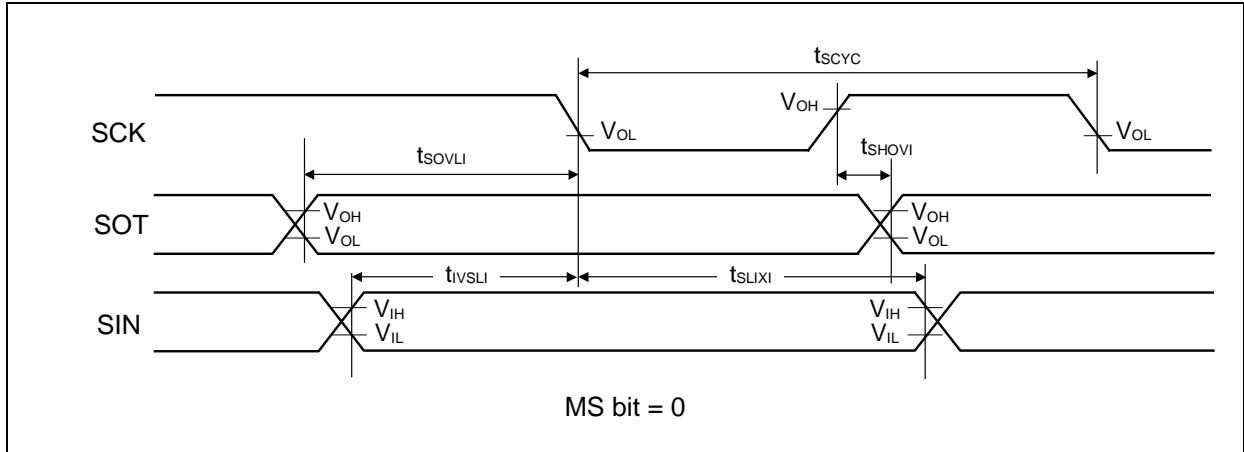 tSCYC
SCK
VOH
VOL
VOL
tSOVLI
tSHOVI
SOT
VOH
VOL
VOH
VOL
tIVSLI
tSLIXI
SIN
VIH
VIL
VIH
VIL
MS bit = 0